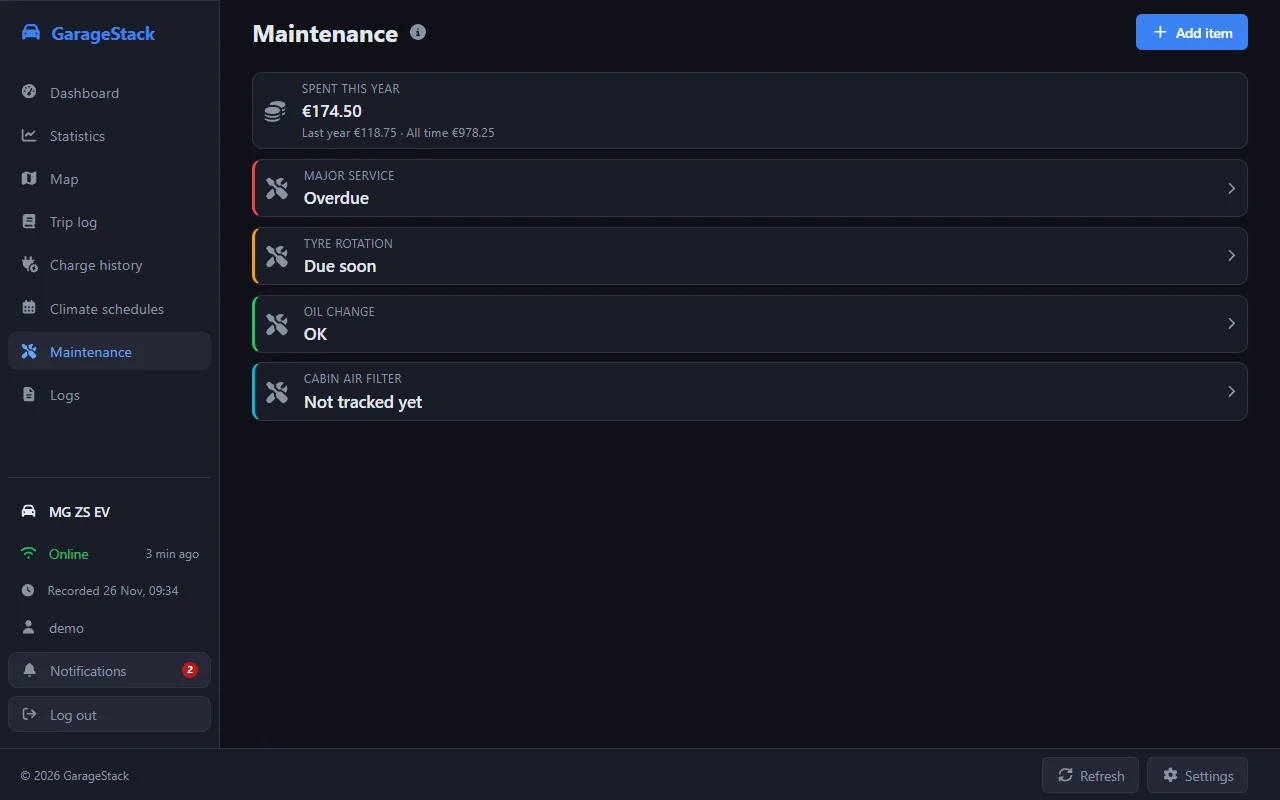 GarageStack
Dashboard
Statistics
Map
Trip log
Charge history
Climate schedules
Maintenance
Logs
MG ZS EV
Online 3 min ago
Recorded 26 Nov, 09:34
demo
Notifications 2
Log out
Maintenance
Add item
SPENT THIS YEAR
€174.50
Last year €118.75 · All time €978.25
MAJOR SERVICE
Overdue
TYRE ROTATION
Due soon
OIL CHANGE
OK
CABIN AIR FILTER
Not tracked yet
© 2026 GarageStack
Refresh
Settings